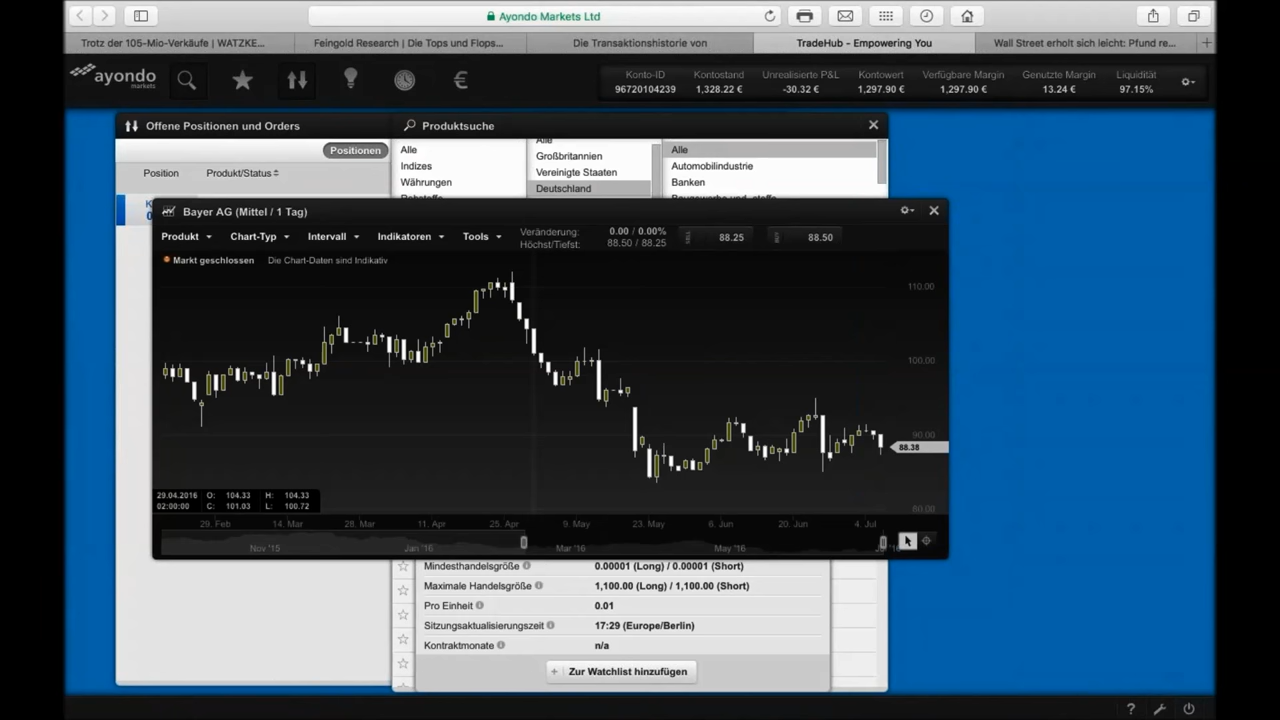 Ayondo Markets Ltd
Trotz der 105-Mio-Verkäufe | WATZKE... Feingold Research | Die Tops und Flops... Die Transaktionshistorie von TradeHub - Empowering You Wall Street erholt sich leicht: Pfund re...
ayondo
markets
Konto-ID Kontostand Unrealisierte P&L Kontowert Verfügbare Margin Genutzte Margin Liquidität
96720104239 1,328.22 € -30.32 € 1,297.90 € 1,297.90 € 13.24 € 97.15%
Offene Positionen und Orders Produktsuche
Positionen
Position Produkt/Status
Alle Alle Alle
Indizes Großbritannien Automobilindustrie
Währungen Vereinigte Staaten Banken
Deutschland
Bayer AG (Mittel / 1 Tag)
Produkt Chart-Typ Intervall Indikatoren Tools
Veränderung: 0.00 / 0.00%
Höchst/Tiefst: 88.50 / 88.25
SELL 88.25 BUY 88.50
Markt geschlossen Die Chart-Daten sind Indikativ
110.00
100.00
90.00
88.38
80.00
29.04.2016 O: 104.33 H: 104.33
02:00:00 C: 101.03 L: 100.72
29. Feb 14. Mar 28. Mar 11. Apr 25. Apr 9. May 23. May 6. Jun 20. Jun 4. Jul
Nov '15 Jan '16 Mar '16 May '16
Mindesthandelsgröße 0.00001 (Long) / 0.00001 (Short)
Maximale Handelsgröße 1,100.00 (Long) / 1,100.00 (Short)
Pro Einheit 0.01
Sitzungsaktualisierungszeit 17:29 (Europe/Berlin)
Kontraktmonate n/a
+ Zur Watchlist hinzufügen